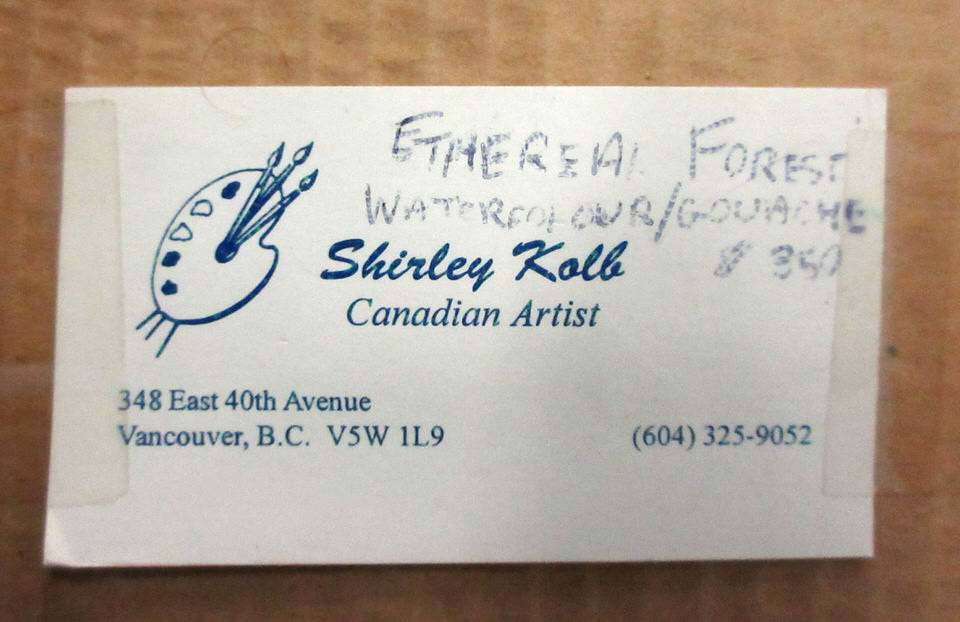 ETHEREAL FOREST
WATERCOLOUR/GOUACHE
$ 350
Shirley Kolb
Canadian Artist
348 East 40th Avenue
Vancouver, B.C. V5W 1L9
(604) 325-9052